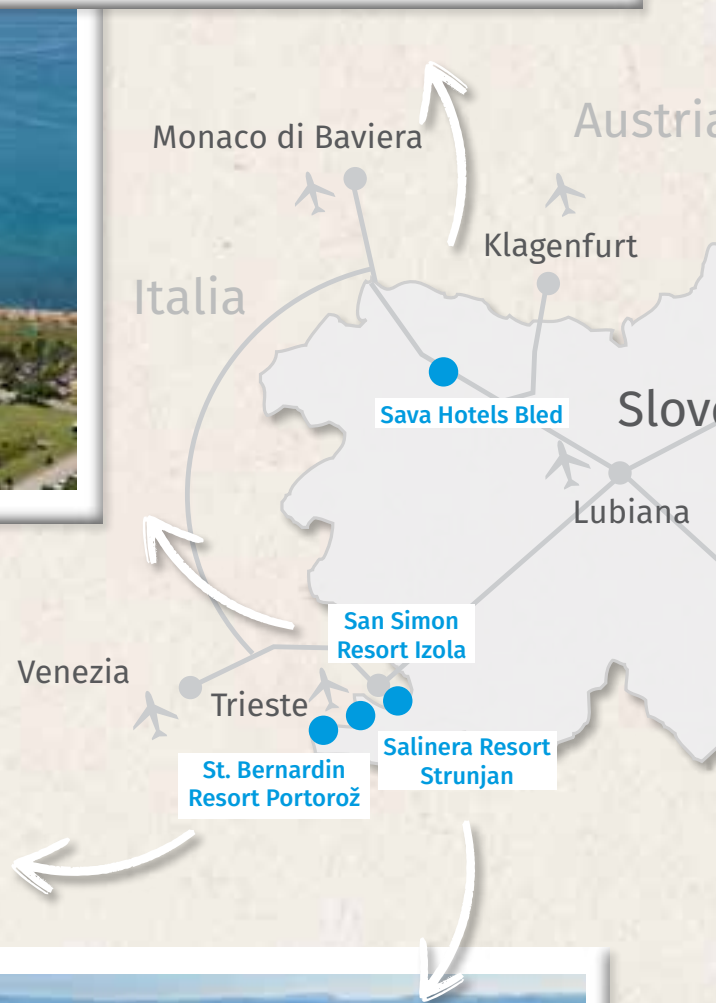 Austria
Monaco di Baviera
Klagenfurt
Italia
Sava Hotels Bled
Slove
Lubiana
San Simon
Resort Izola
Venezia
Trieste
Salinera Resort
Strunjan
St. Bernardin
Resort Portorož